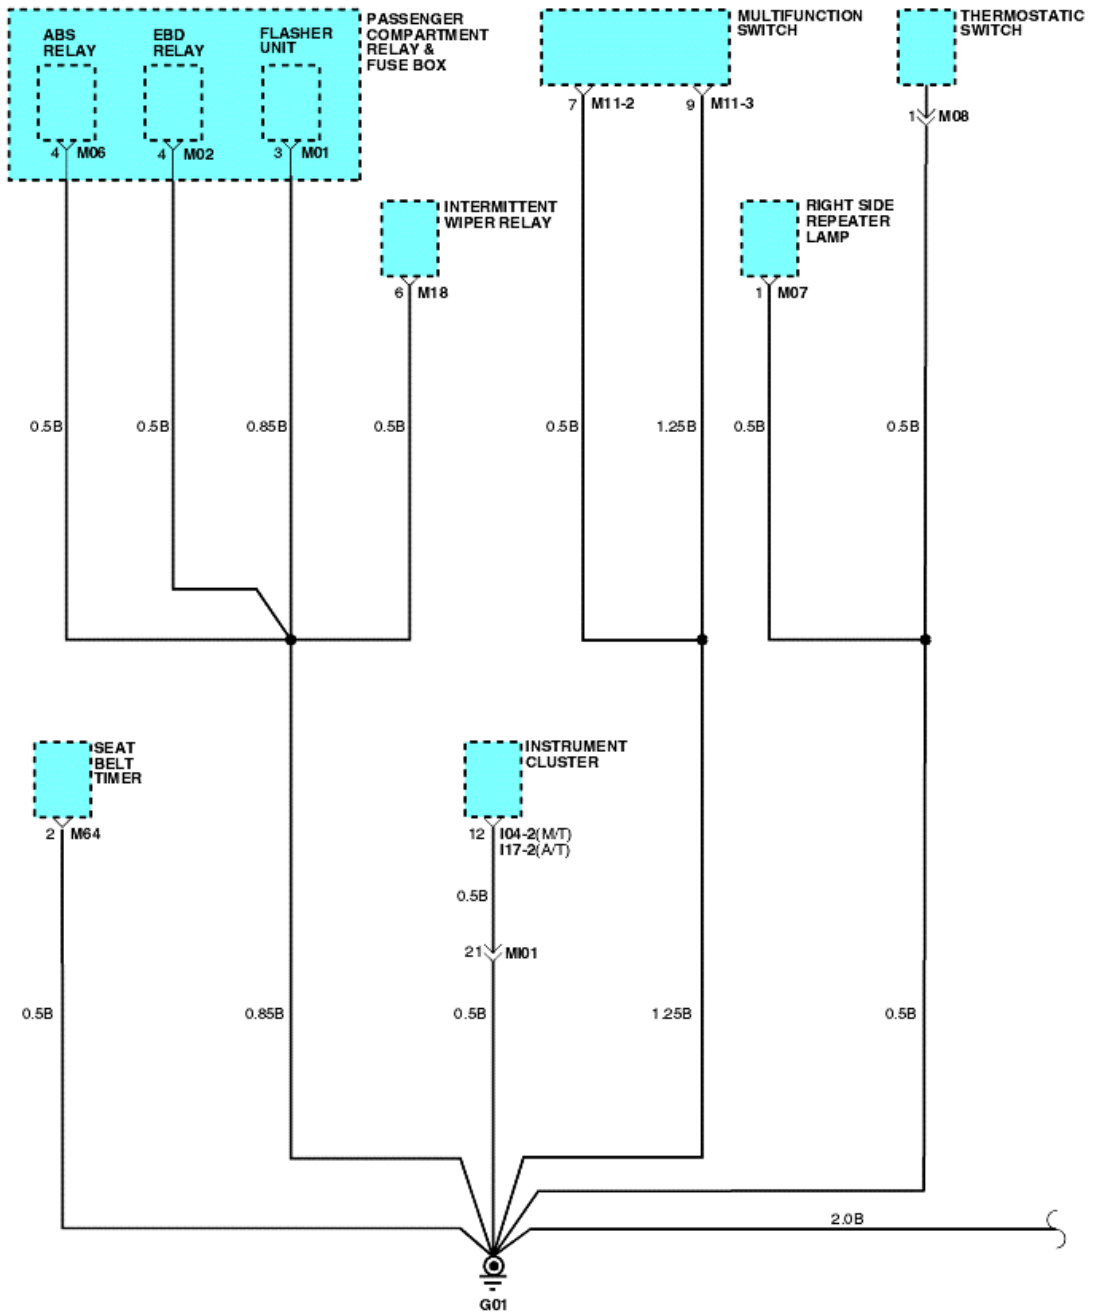 PASSENGER
COMPARTMENT
RELAY &
FUSE BOX
ABS
RELAY
EBD
RELAY
FLASHER
UNIT
4 M06
4 M02
3 M01
MULTIFUNCTION
SWITCH
7 M11-2
9 M11-3
THERMOSTATIC
SWITCH
1 M08
INTERMITTENT
WIPER RELAY
6 M18
RIGHT SIDE
REPEATER
LAMP
1 M07
0.5B
0.5B
0.85B
0.5B
0.5B
1.25B
0.5B
0.5B
SEAT
BELT
TIMER
2 M64
INSTRUMENT
CLUSTER
12 I04-2(M/T)
I17-2(A/T)
0.5B
21 MI01
0.5B
0.85B
0.5B
1.25B
0.5B
2.0B
G01